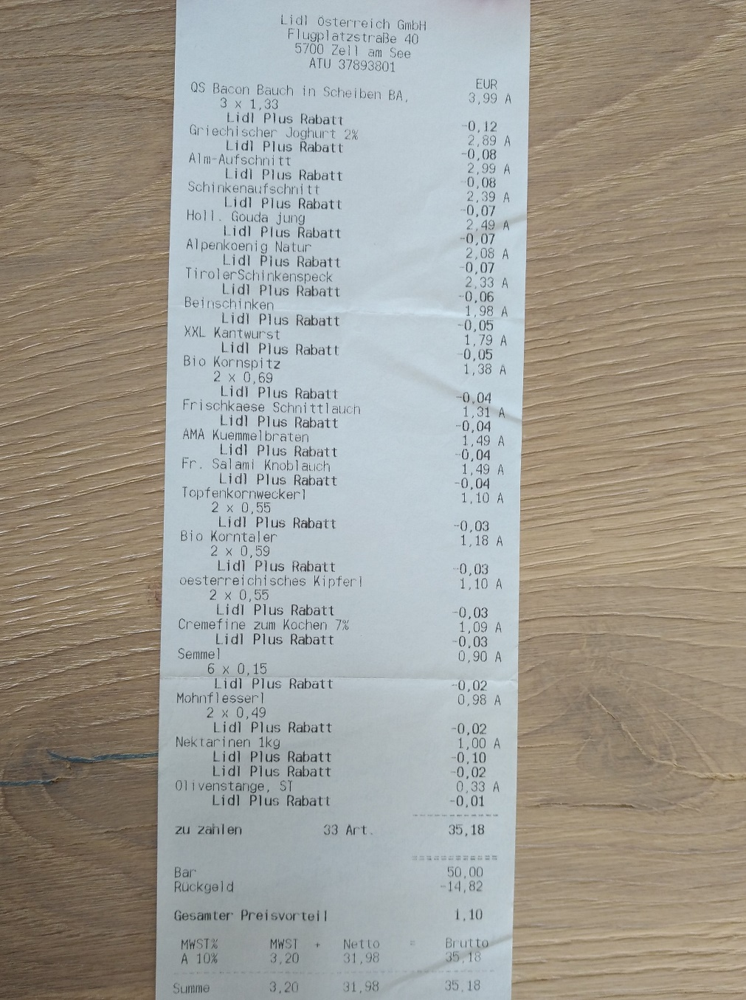 Lidl Österreich GmbH
Flugplatzstraße 40
5700 Zell am See
ATU 37893801
EUR
QS Bacon Bauch in Scheiben BA, 3,99 A
3 x 1,33
Lidl Plus Rabatt -0,12
Griechischer Joghurt 2% 2,89 A
Lidl Plus Rabatt -0,08
Alm-Aufschnitt 2,99 A
Lidl Plus Rabatt -0,08
Schinkenaufschnitt 2,39 A
Lidl Plus Rabatt -0,07
Holl. Gouda jung 2,49 A
Lidl Plus Rabatt -0,07
Alpenkoenig Natur 2,08 A
Lidl Plus Rabatt -0,07
TirolerSchinkenspeck 2,33 A
Lidl Plus Rabatt -0,06
Beinschinken 1,98 A
Lidl Plus Rabatt -0,05
XXL Kantwurst 1,79 A
Lidl Plus Rabatt -0,05
Bio Kornspitz 1,38 A
2 x 0,69
Lidl Plus Rabatt -0,04
Frischkaese Schnittlauch 1,31 A
Lidl Plus Rabatt -0,04
AMA Kuemmelbraten 1,49 A
Lidl Plus Rabatt -0,04
Fr. Salami Knoblauch 1,49 A
Lidl Plus Rabatt -0,04
Topfenkornweckerl 1,10 A
2 x 0,55
Lidl Plus Rabatt -0,03
Bio Korntaler 1,18 A
2 x 0,59
Lidl Plus Rabatt -0,03
oesterreichisches Kipferl 1,10 A
2 x 0,55
Lidl Plus Rabatt -0,03
Cremefine zum Kochen 7% 1,09 A
Lidl Plus Rabatt -0,03
Semmel 0,90 A
6 x 0,15
Lidl Plus Rabatt -0,02
Mohnflesserl 0,98 A
2 x 0,49
Lidl Plus Rabatt -0,02
Nektarinen 1kg 1,00 A
Lidl Plus Rabatt -0,10
Lidl Plus Rabatt -0,02
Olivenstange, ST 0,33 A
Lidl Plus Rabatt -0,01
zu zahlen 33 Art. 35,18
Bar 50,00
Rückgeld -14,82
Gesamter Preisvorteil 1,10
MWST% MWST + Netto = Brutto
A 10% 3,20 31,98 35,18
Summe 3,20 31,98 35,18